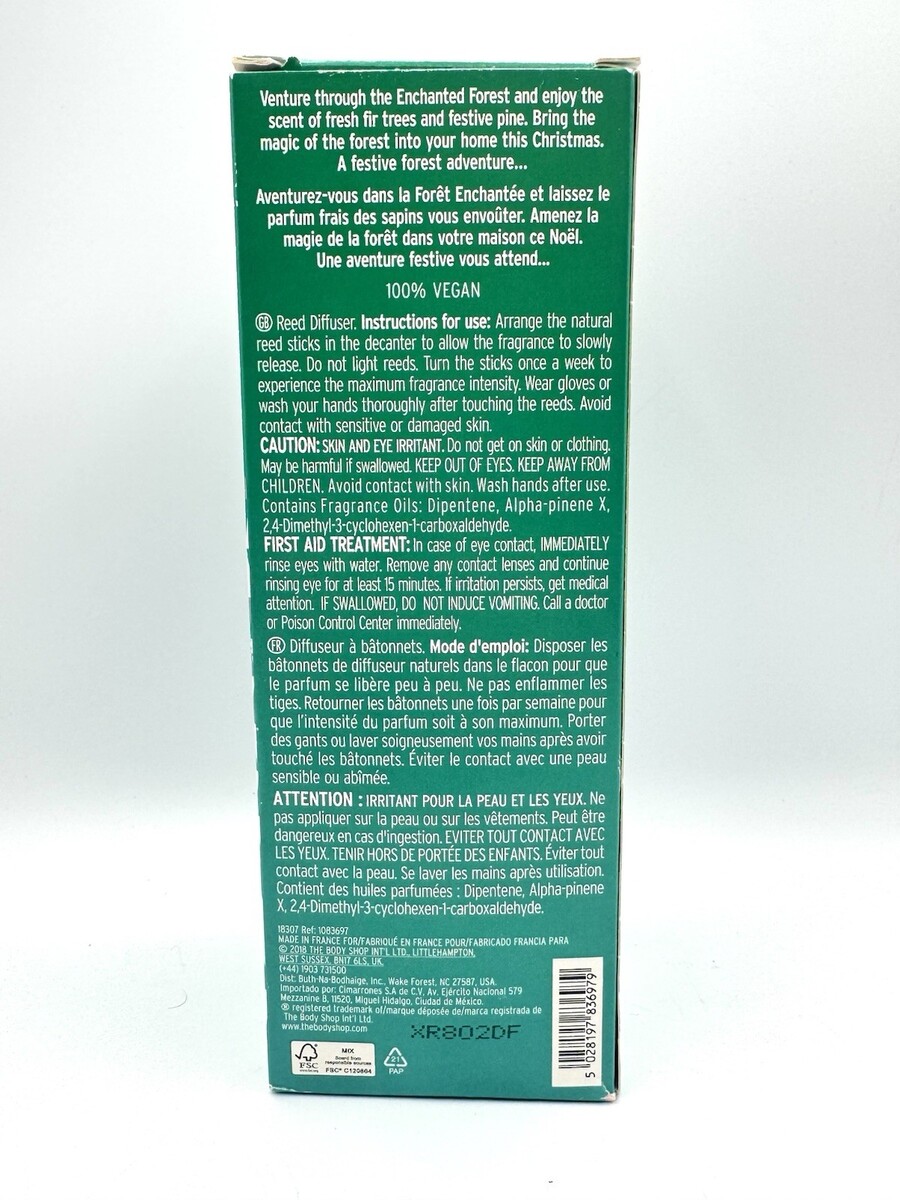 Venture through the Enchanted Forest and enjoy the
scent of fresh fir trees and festive pine. Bring the
magic of the forest into your home this Christmas.
A festive forest adventure...
Aventurez-vous dans la Forêt Enchantée et laissez le
parfum frais des sapins vous envoûter. Amenez la
magie de la forêt dans votre maison ce Noël.
Une aventure festive vous attend...
100% VEGAN
GB Reed Diffuser. Instructions for use: Arrange the natural
reed sticks in the decanter to allow the fragrance to slowly
release. Do not light reeds. Turn the sticks once a week to
experience the maximum fragrance intensity. Wear gloves or
wash your hands thoroughly after touching the reeds. Avoid
contact with sensitive or damaged skin.
CAUTION: SKIN AND EYE IRRITANT. Do not get on skin or clothing.
May be harmful if swallowed. KEEP OUT OF EYES. KEEP AWAY FROM
CHILDREN. Avoid contact with skin. Wash hands after use.
Contains Fragrance Oils: Dipentene, Alpha-pinene X,
2,4-Dimethyl-3-cyclohexen-1-carboxaldehyde.
FIRST AID TREATMENT: In case of eye contact, IMMEDIATELY
rinse eyes with water. Remove any contact lenses and continue
rinsing eye for at least 15 minutes. If irritation persists, get medical
attention. IF SWALLOWED, DO NOT INDUCE VOMITING. Call a doctor
or Poison Control Center immediately.
FR Diffuseur à bâtonnets. Mode d'emploi: Disposer les
bâtonnets de diffuseur naturels dans le flacon pour que
le parfum se libère peu à peu. Ne pas enflammer les
tiges. Retourner les bâtonnets une fois par semaine pour
que l'intensité du parfum soit à son maximum. Porter
des gants ou laver soigneusement vos mains après avoir
touché les bâtonnets. Éviter le contact avec une peau
sensible ou abîmée.
ATTENTION : IRRITANT POUR LA PEAU ET LES YEUX. Ne
pas appliquer sur la peau ou sur les vêtements. Peut être
dangereux en cas d'ingestion. EVITER TOUT CONTACT AVEC
LES YEUX. TENIR HORS DE PORTÉE DES ENFANTS. Éviter tout
contact avec la peau. Se laver les mains après utilisation.
Contient des huiles parfumées : Dipentene, Alpha-pinene
X, 2,4-Dimethyl-3-cyclohexen-1-carboxaldehyde.
18307 Ref: 1083697
MADE IN FRANCE FOR/FABRIQUÉ EN FRANCE POUR/FABRICADO FRANCIA PARA
© 2018 THE BODY SHOP INT'L LTD., LITTLEHAMPTON,
WEST SUSSEX, BN17 6LS, UK.
(+44) 1903 731500
Dist: Buth-Na-Bodhaige, Inc., Wake Forest, NC 27587, USA.
Importado por: Cimarrones S.A de C.V, Av. Ejército Nacional 579
Mezzanine B, 11520, Miguel Hidalgo, Ciudad de México.
® registered trademark of/marque déposée de/marca registrada de
The Body Shop Int'l Ltd.
www.thebodyshop.com
XR802DF
FSC
www.fsc.org
MIX
Board from
responsible sources
FSC® C120864
21
PAP
5 028197 836979